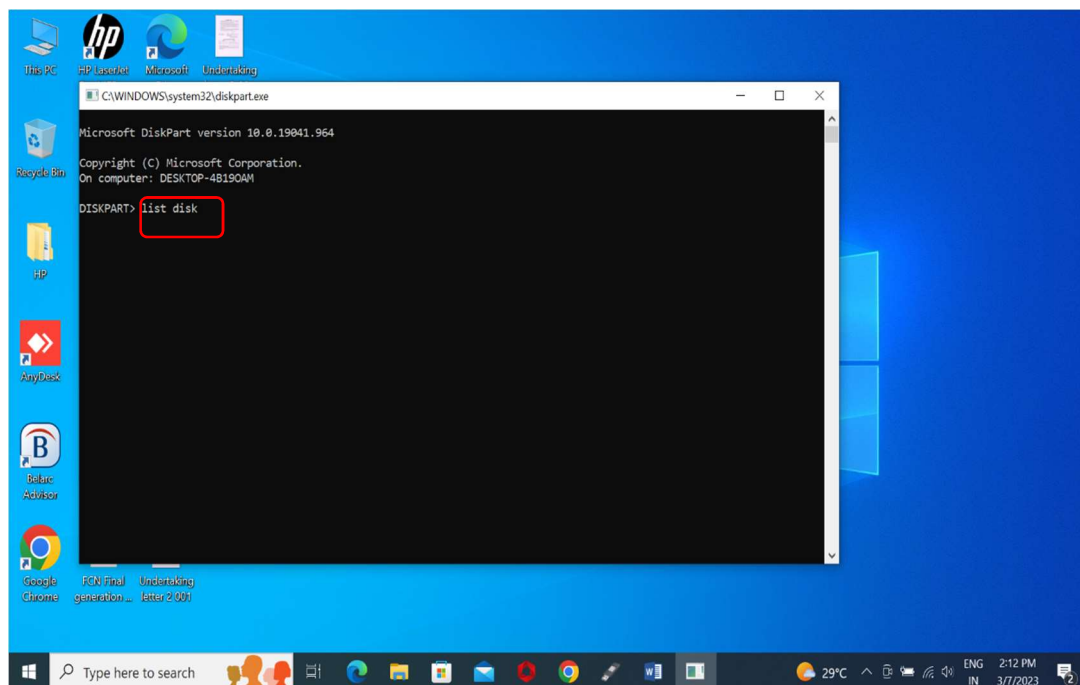 This PC
HP LaserJet
Microsoft
Undertaking
C:\WINDOWS\system32\diskpart.exe
Microsoft DiskPart version 10.0.19041.964
Copyright (C) Microsoft Corporation.
On computer: DESKTOP-4B19OAM
DISKPART> list disk
Recycle Bin
HP
AnyDesk
B
Belarc
Advisor
Google
Chrome
FCN Final
generation ...
Undertaking
letter 2 001
Type here to search
29°C
ENG
IN
2:12 PM
3/7/2023
2